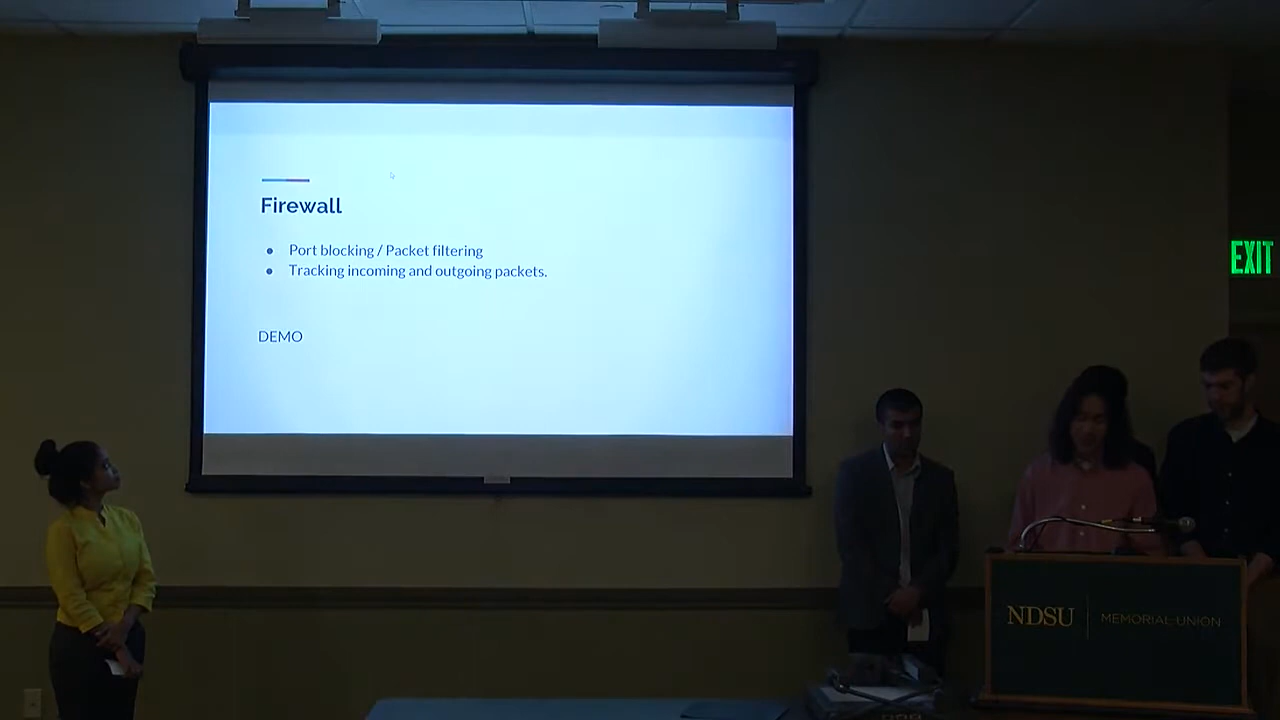 Firewall
● Port blocking / Packet filtering
● Tracking incoming and outgoing packets.
DEMO
EXIT
NDSU | MEMORIAL UNION